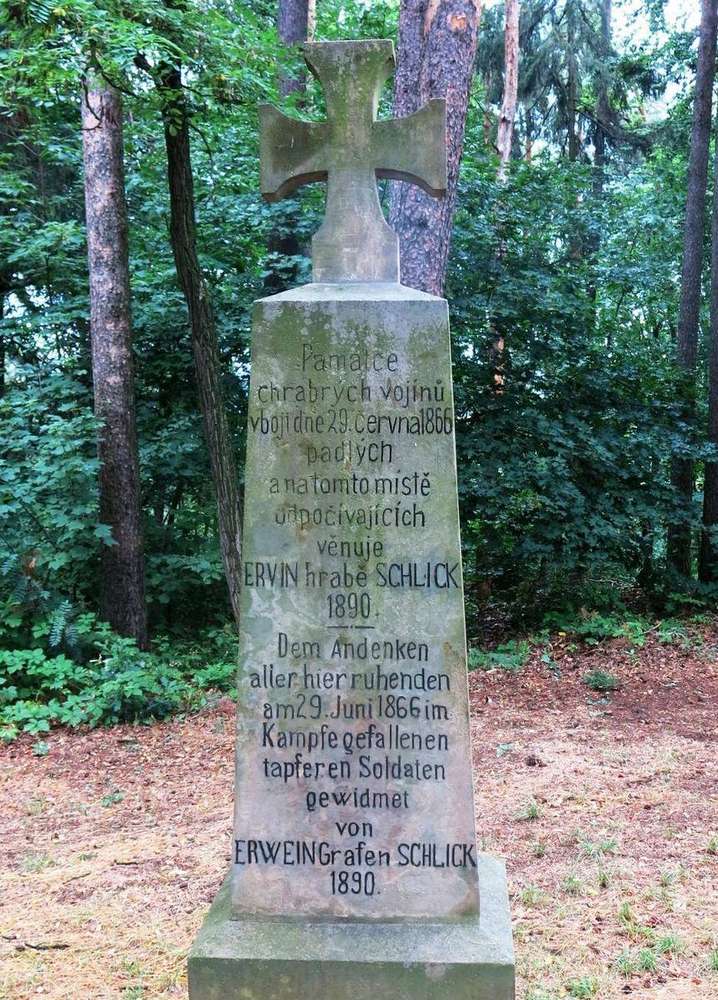 Památce
chrabrých vojínů
v boji dne 29. června 1866
padlých
a na tomto místě
odpočívajících
věnuje
ERVIN hrabě SCHLICK
1890.
Dem Andenken
aller hier ruhenden
am 29. Juni 1866 im
Kampfe gefallenen
tapferen Soldaten
gewidmet
von
ERWEIN Grafen SCHLICK
1890.